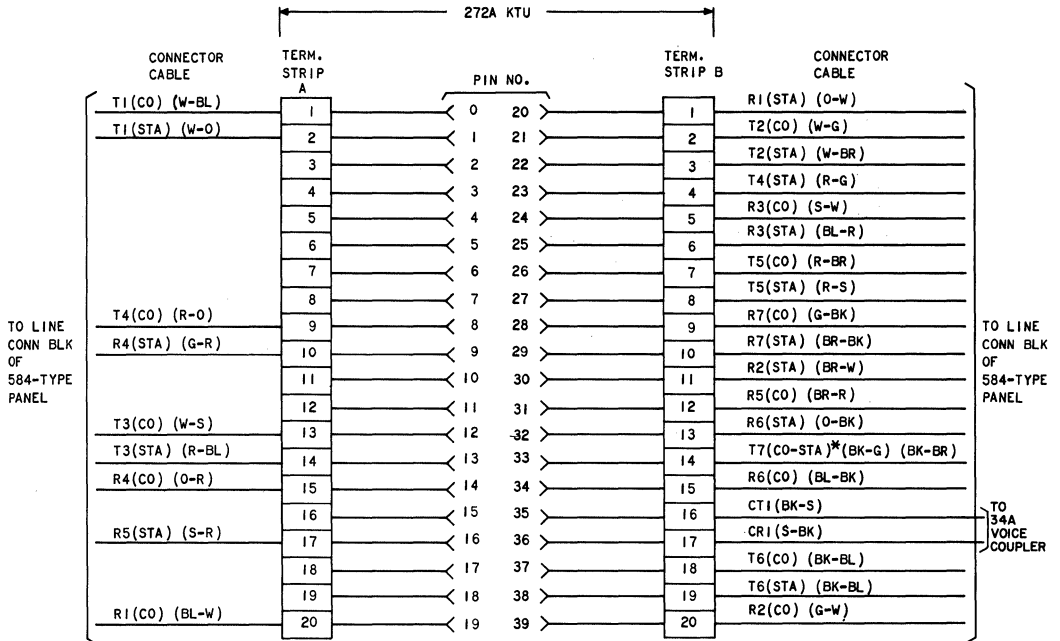 272A KTU
CONNECTOR CABLE
TERM. STRIP A
PIN NO.
TERM. STRIP B
CONNECTOR CABLE
T1(CO) (W-BL) 1 0 20 1 R1(STA) (O-W)
T1(STA) (W-O) 2 1 21 2 T2(CO) (W-G)
3 2 22 3 T2(STA) (W-BR)
4 3 23 4 T4(STA) (R-G)
5 4 24 5 R3(CO) (S-W)
6 5 25 6 R3(STA) (BL-R)
7 6 26 7 T5(CO) (R-BR)
8 7 27 8 T5(STA) (R-S)
T4(CO) (R-O) 9 8 28 9 R7(CO) (G-BK)
R4(STA) (G-R) 10 9 29 10 R7(STA) (BR-BK)
11 10 30 11 R2(STA) (BR-W)
12 11 31 12 R5(CO) (BR-R)
T3(CO) (W-S) 13 12 -32 13 R6(STA) (O-BK)
T3(STA) (R-BL) 14 13 33 14 T7(CO-STA)*(BK-G) (BK-BR)
R4(CO) (O-R) 15 14 34 15 R6(CO) (BL-BK)
16 15 35 16 CT1(BK-S)
R5(STA) (S-R) 17 16 36 17 CR1(S-BK)
18 17 37 18 T6(CO) (BK-BL)
19 18 38 19 T6(STA) (BK-BL)
R1(CO) (BL-W) 20 19 39 20 R2(CO) (G-W)
TO LINE
CONN BLK
OF
584-TYPE
PANEL
TO LINE
CONN BLK
OF
584-TYPE
PANEL
TO
34A
VOICE
COUPLER